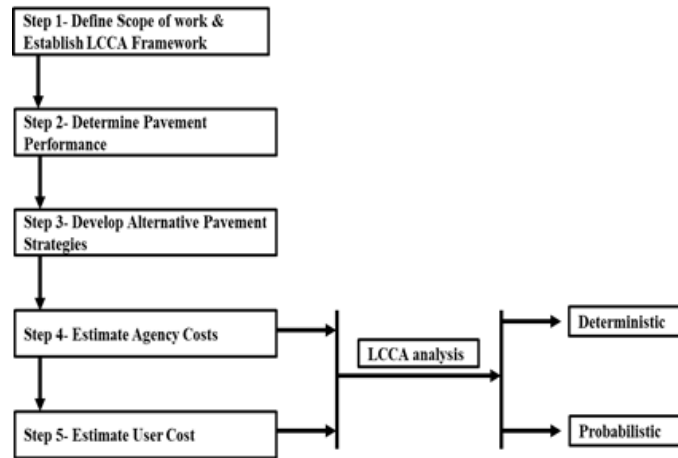 Step 1- Define Scope of work &
Establish LCCA Framework
Step 2- Determine Pavement
Performance
Step 3- Develop Alternative Pavement
Strategies
Step 4- Estimate Agency Costs
Step 5- Estimate User Cost
LCCA analysis
Deterministic
Probabilistic